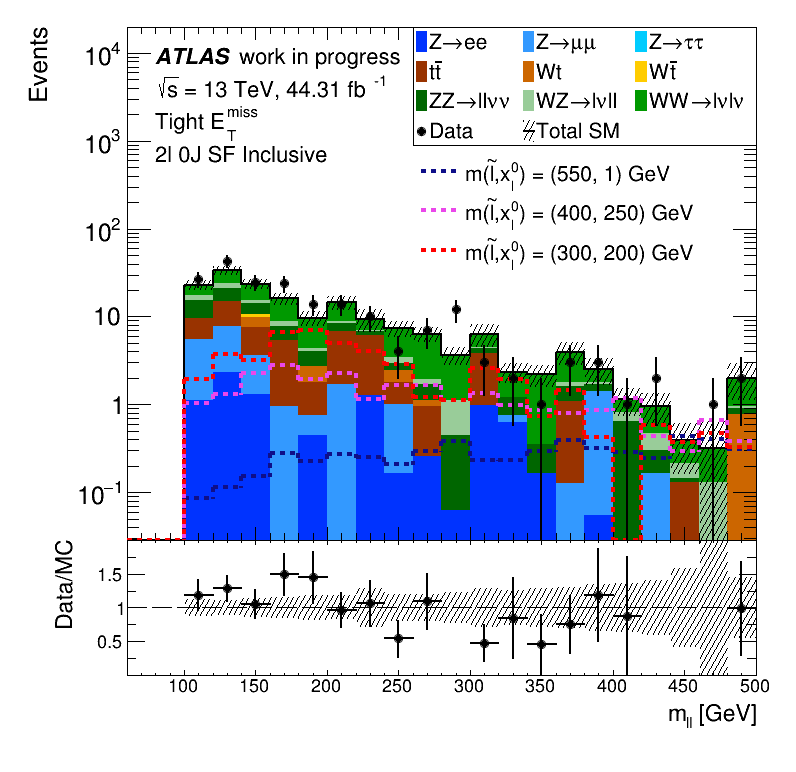 Events
10⁴
10³
10²
10
1
10⁻¹
ATLAS work in progress
√s = 13 TeV, 44.31 fb⁻¹
Tight E_T^miss
2l 0J SF Inclusive
Z→ee Z→μμ Z→ττ
tt̄ Wt Wt̄
ZZ→llνν WZ→lνll WW→lνlν
Data Total SM
m(l̃,x̃⁰ₗ) = (550, 1) GeV
m(l̃,x̃⁰ₗ) = (400, 250) GeV
m(l̃,x̃⁰ₗ) = (300, 200) GeV
Data/MC
1.5
1
0.5
100 150 200 250 300 350 400 450 500
m_ll [GeV]